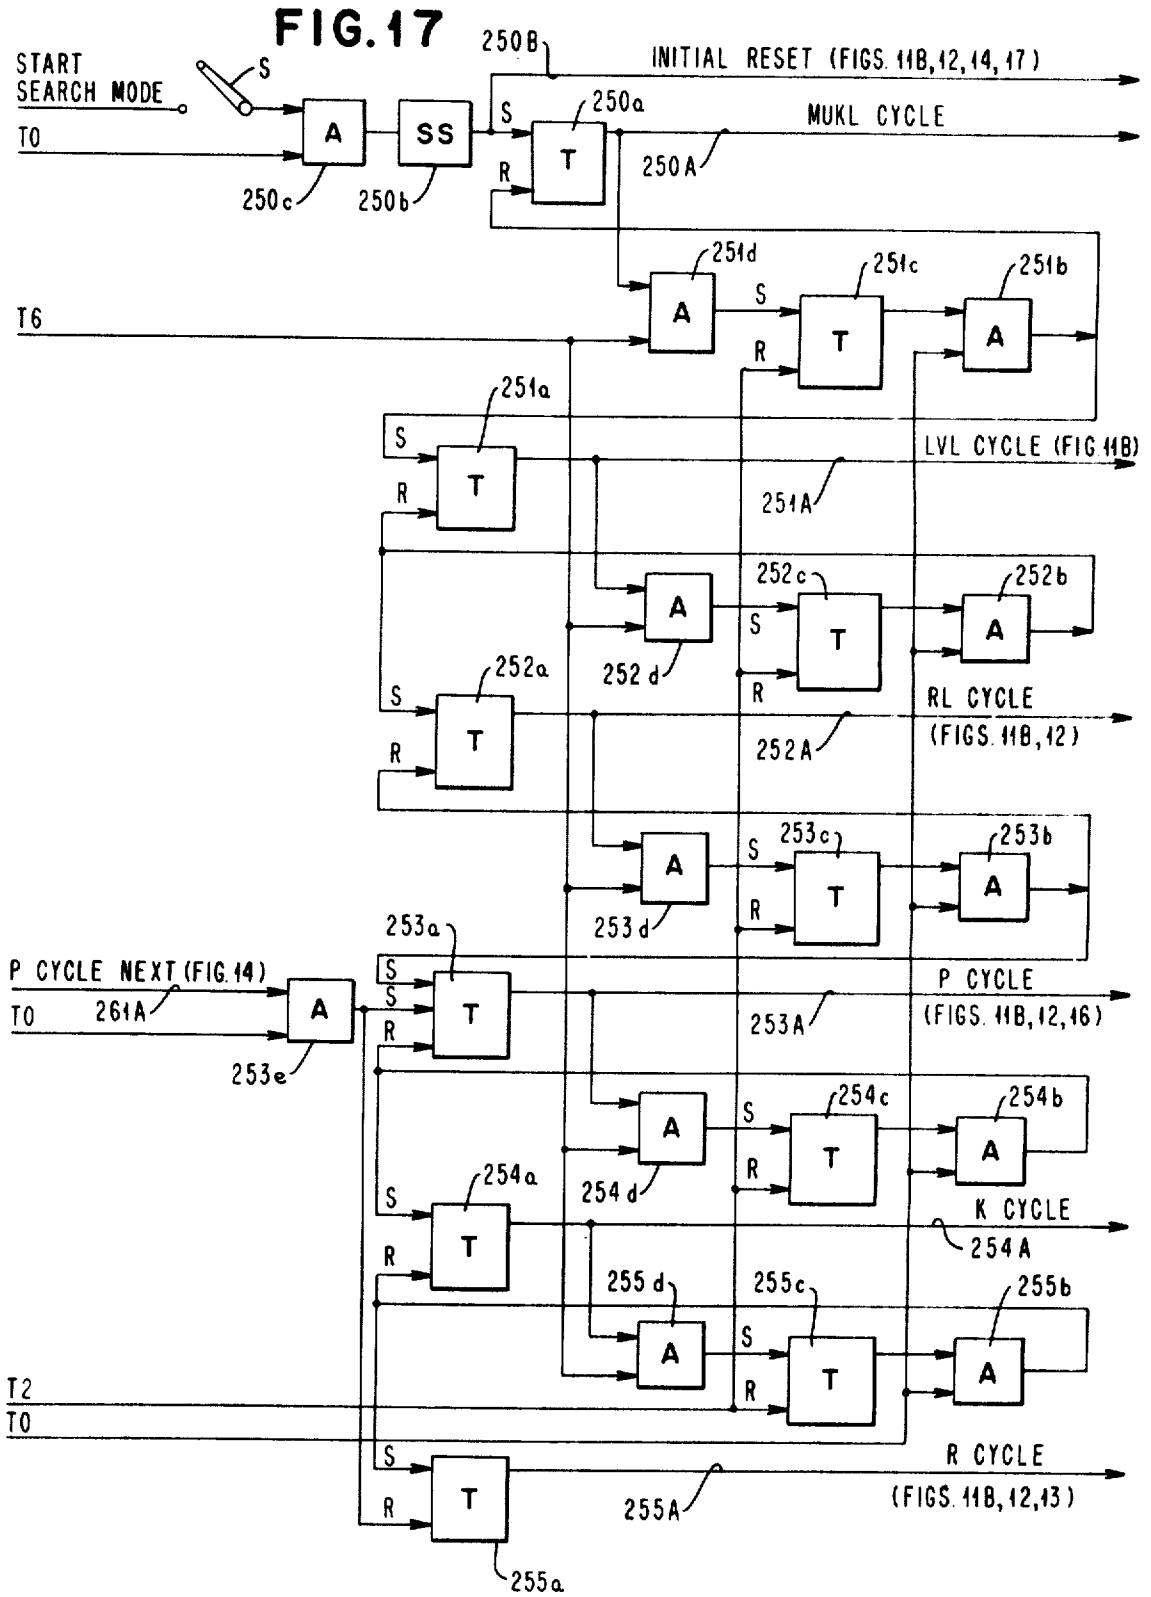 FIG.17
START
SEARCH MODE
S
250B
INITIAL RESET (FIGS. 11B, 12, 14, 17)
T0
A
SS
S
R
250a
T
MUKL CYCLE
250A
250c
250b
T6
251d
A
S
R
251c
T
251b
A
251a
S
R
T
LVL CYCLE (FIG.11B)
251A
252c
252b
A
S
R
T
A
252d
252a
S
R
T
RL CYCLE
(FIGS. 11B, 12)
252A
253c
253b
A
S
R
T
A
253d
253a
P CYCLE NEXT (FIG. 14)
261A
T0
A
253e
S
S
R
T
P CYCLE
(FIGS. 11B, 12, 16)
253A
254c
254b
A
S
R
T
A
254d
254a
S
R
T
K CYCLE
254A
255d
255c
255b
A
S
R
T
A
T2
T0
S
R
T
R CYCLE
(FIGS. 11B, 12, 13)
255A
255a